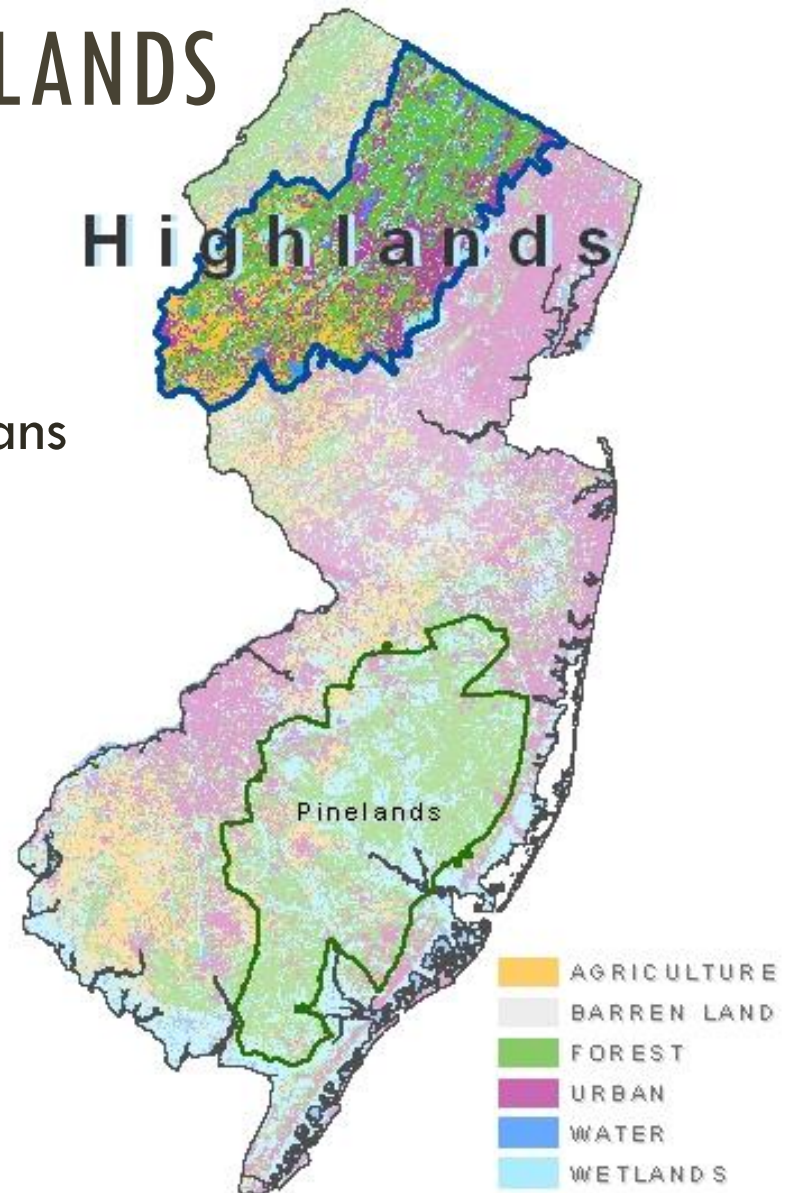 LANDS
Highlands
ans
Pinelands
AGRICULTURE
BARREN LAND
FOREST
URBAN
WATER
WETLANDS